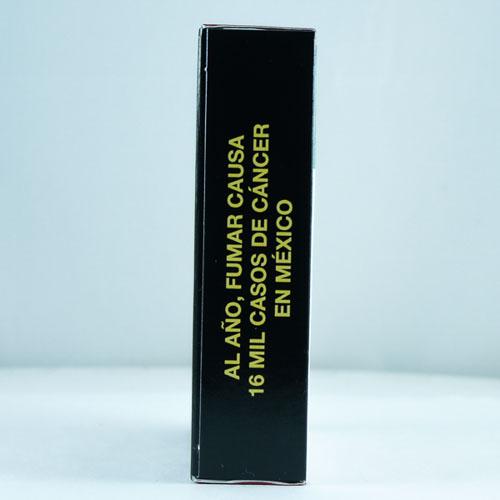 AL AÑO, FUMAR CAUSA
16 MIL CASOS DE CÁNCER
EN MÉXICO